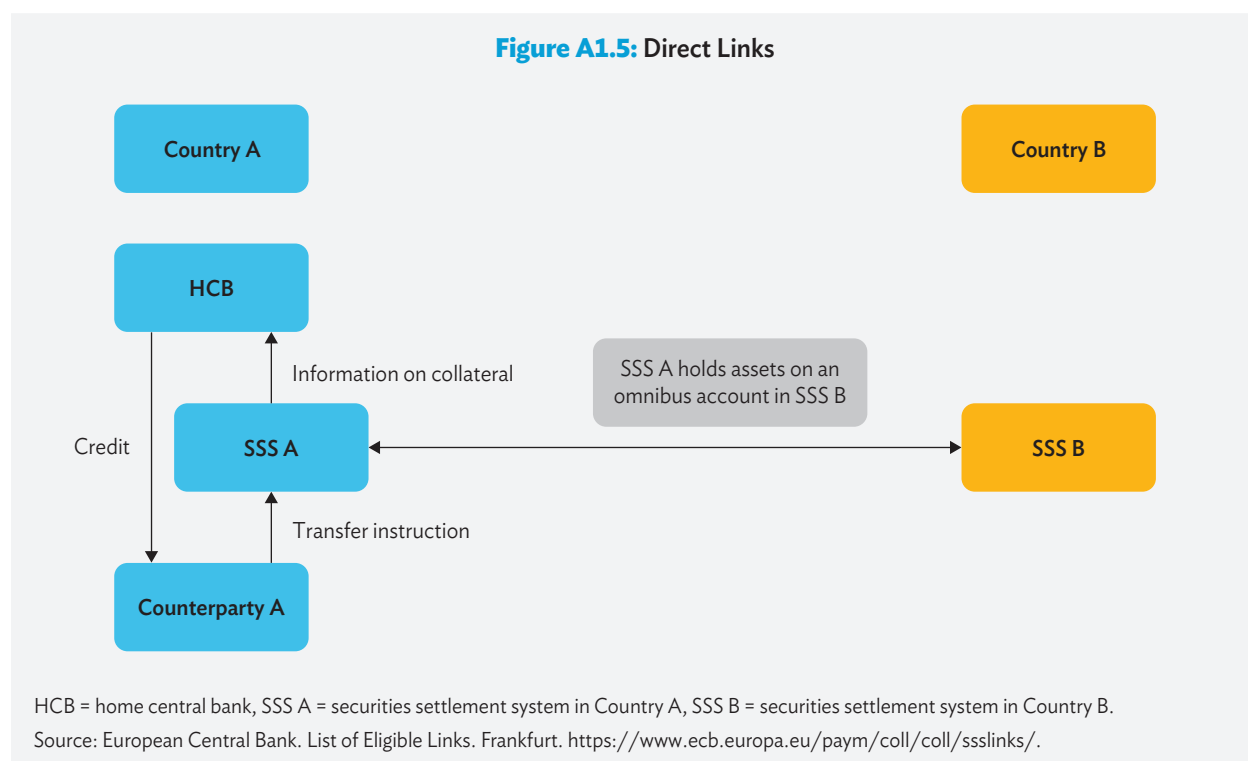 Figure A1.5: Direct Links
Country A
Country B
HCB
Information on collateral
SSS A holds assets on an
omnibus account in SSS B
Credit
SSS A
SSS B
Transfer instruction
Counterparty A
HCB = home central bank, SSS A = securities settlement system in Country A, SSS B = securities settlement system in Country B.
Source: European Central Bank. List of Eligible Links. Frankfurt. https://www.ecb.europa.eu/paym/coll/coll/ssslinks/.